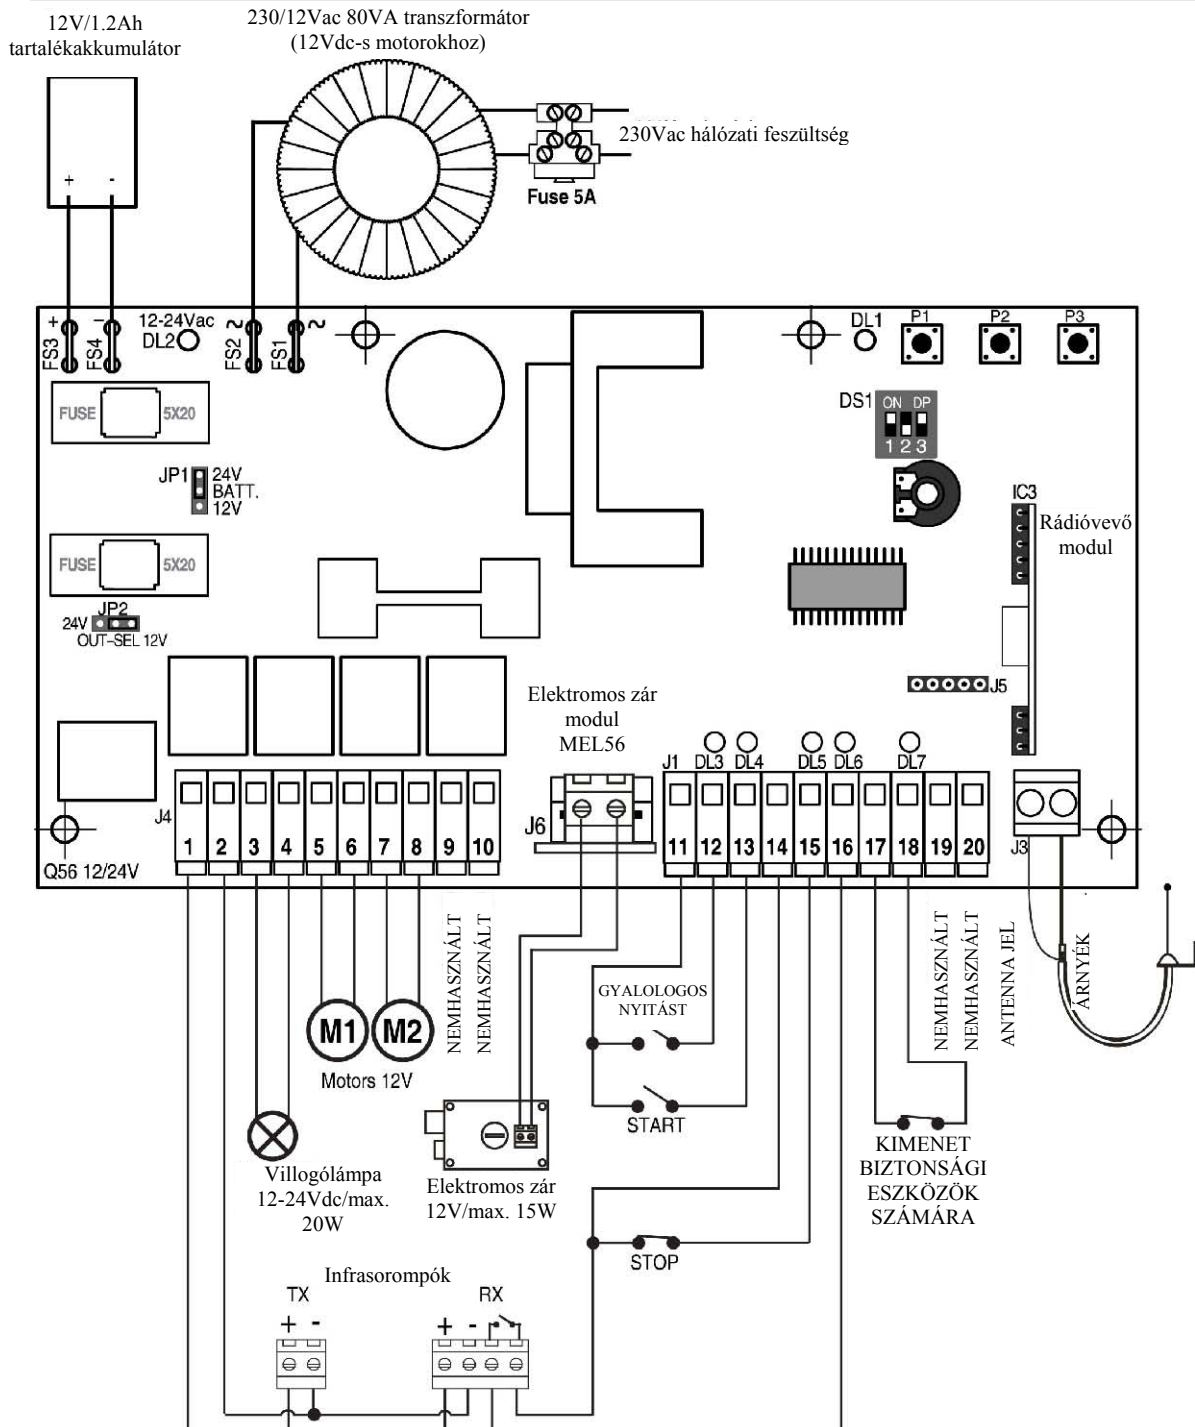 12V/1.2Ah
tartalékakkumulátor
230/12Vac 80VA transzformátor
(12Vdc-s motorokhoz)
230Vac hálózati feszültség
Fuse 5A
+ -
+ -
FS3 FS4
12-24Vac
DL2
FS2 FS1
DL1
P1 P2 P3
FUSE 5X20
DS1
ON DP
1 2 3
JP1
24V
BATT.
12V
IC3
Rádióvevő
modul
FUSE 5X20
JP2
24V
OUT-SEL 12V
J5
Elektromos zár
modul
MEL56
J1 DL3 DL4 DL5 DL6 DL7
J4
J6
J3
1 2 3 4 5 6 7 8 9 10
11 12 13 14 15 16 17 18 19 20
Q56 12/24V
NEMHASZNÁLT
NEMHASZNÁLT
GYALOLOGOS
NYITÁST
NEMHASZNÁLT
NEMHASZNÁLT
ANTENNA JEL
ÁRNYÉK
M1 M2
Motors 12V
START
KIMENET
BIZTONSÁGI
ESZKÖZÖK
SZÁMÁRA
Villogólámpa
12-24Vdc/max.
20W
Elektromos zár
12V/max. 15W
STOP
Infrasorompók
TX RX
+ - + -